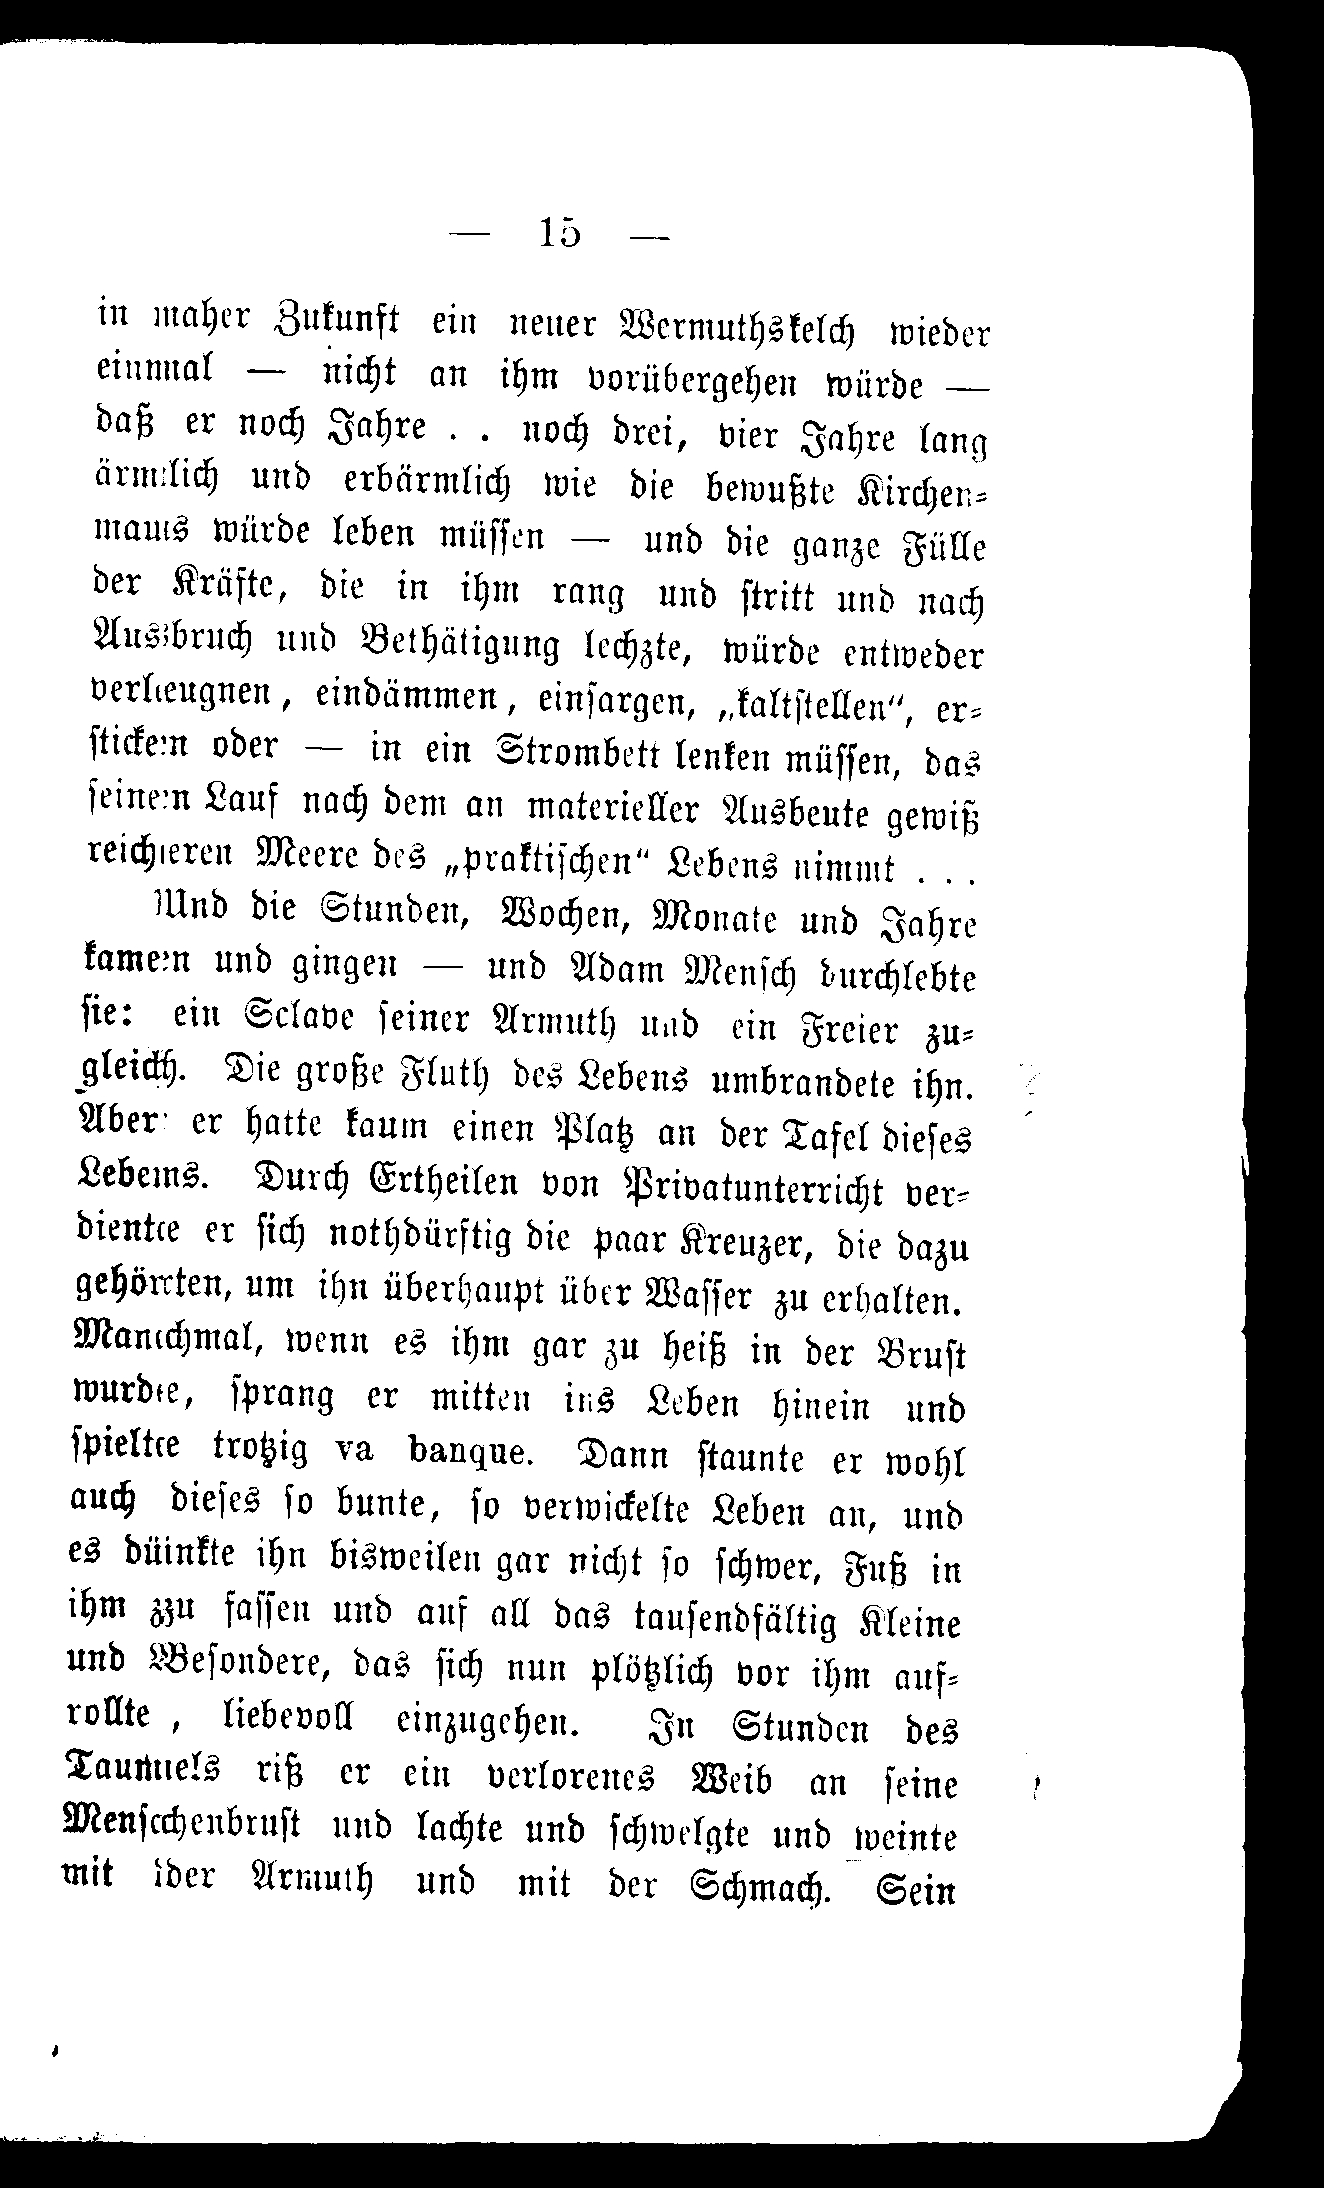 — 15 —
in naher Zukunft ein neuer Wermuthskelch wieder
einmal — nicht an ihm vorübergehen würde —
daß er noch Jahre . . noch drei, vier Jahre lang
ärmlich und erbärmlich wie die bewußte Kirchen-
maus würde leben müssen — und die ganze Fülle
der Kräfte, die in ihm rang und stritt und nach
Ausbruch und Bethätigung lechzte, würde entweder
verleugnen, eindämmen, einsargen, „kaltstellen“, er-
sticken oder — in ein Strombett lenken müssen, das
seinen Lauf nach dem an materieller Ausbeute gewiß
reicheren Meere des „praktischen“ Lebens nimmt . . .
Und die Stunden, Wochen, Monate und Jahre
kamen und gingen — und Adam Mensch durchlebte
sie: ein Sclave seiner Armuth und ein Freier zu-
gleich. Die große Fluth des Lebens umbrandete ihn.
Aber er hatte kaum einen Platz an der Tafel dieses
Lebens. Durch Ertheilen von Privatunterricht ver-
diente er sich nothdürftig die paar Kreuzer, die dazu
gehörten, um ihn überhaupt über Wasser zu erhalten.
Manchmal, wenn es ihm gar zu heiß in der Brust
wurde, sprang er mitten ins Leben hinein und
spielte trotzig va banque. Dann staunte er wohl
auch dieses so bunte, so verwickelte Leben an, und
es dünkte ihn bisweilen gar nicht so schwer, Fuß in
ihm zu fassen und auf all das tausendfältig Kleine
und Besondere, das sich nun plötzlich vor ihm auf-
rollte, liebevoll einzugehen. In Stunden des
Taumels riß er ein verlorenes Weib an seine
Menschenbrust und lachte und schwelgte und weinte
mit der Armuth und mit der Schmach. Sein